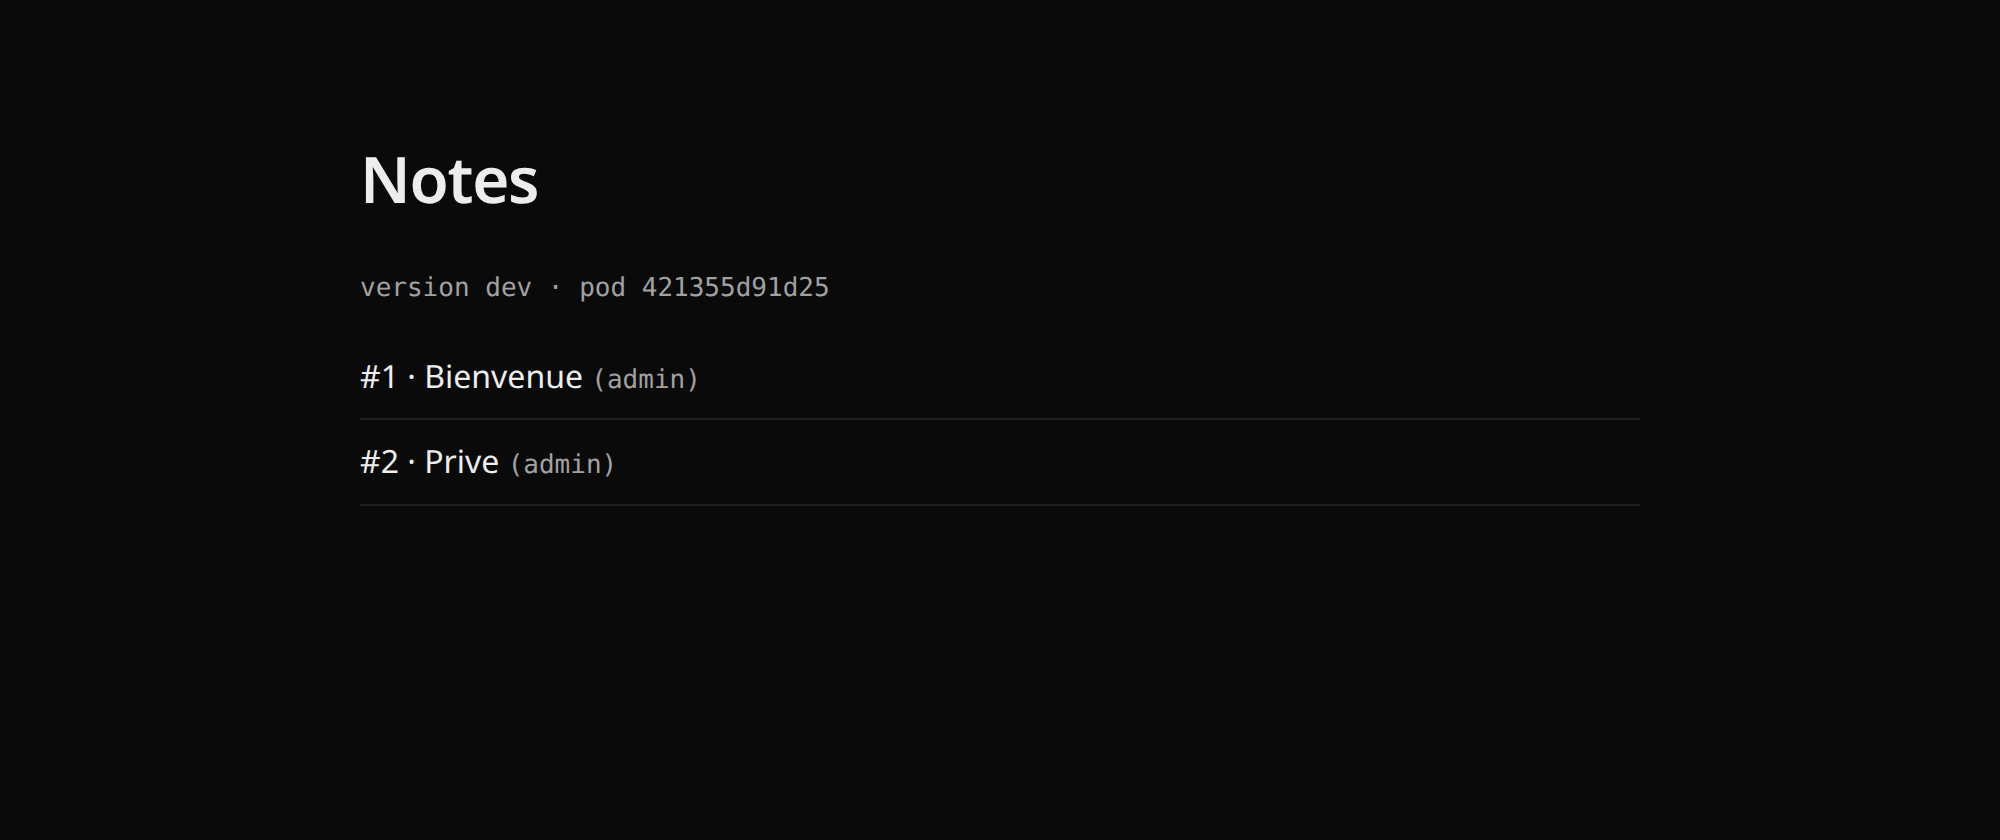 Notes
version dev · pod 421355d91d25
#1 · Bienvenue (admin)
#2 · Prive (admin)